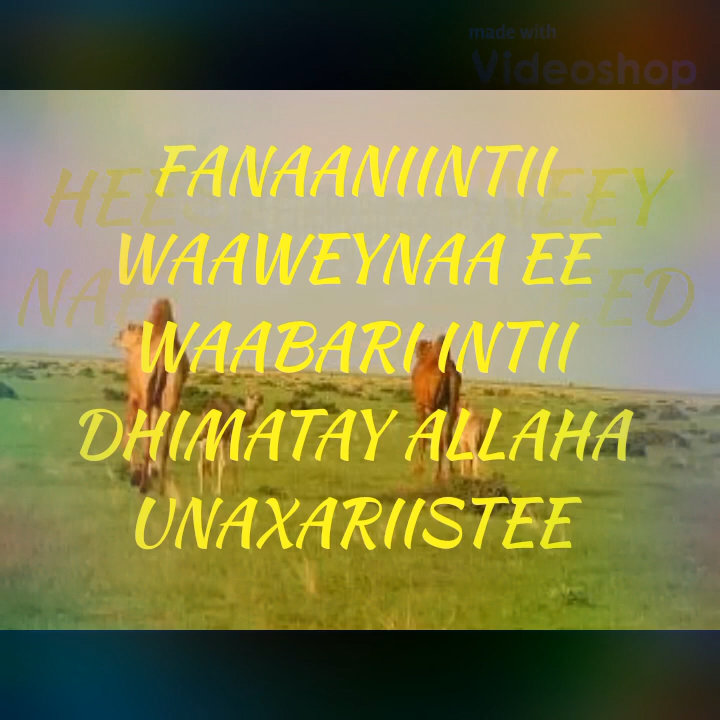 made with
Videoshop
FANAANIINTII
WAAWEYNAA EE
WAABARI INTII
DHIMATAY ALLAHA
UNAXARIISTEE